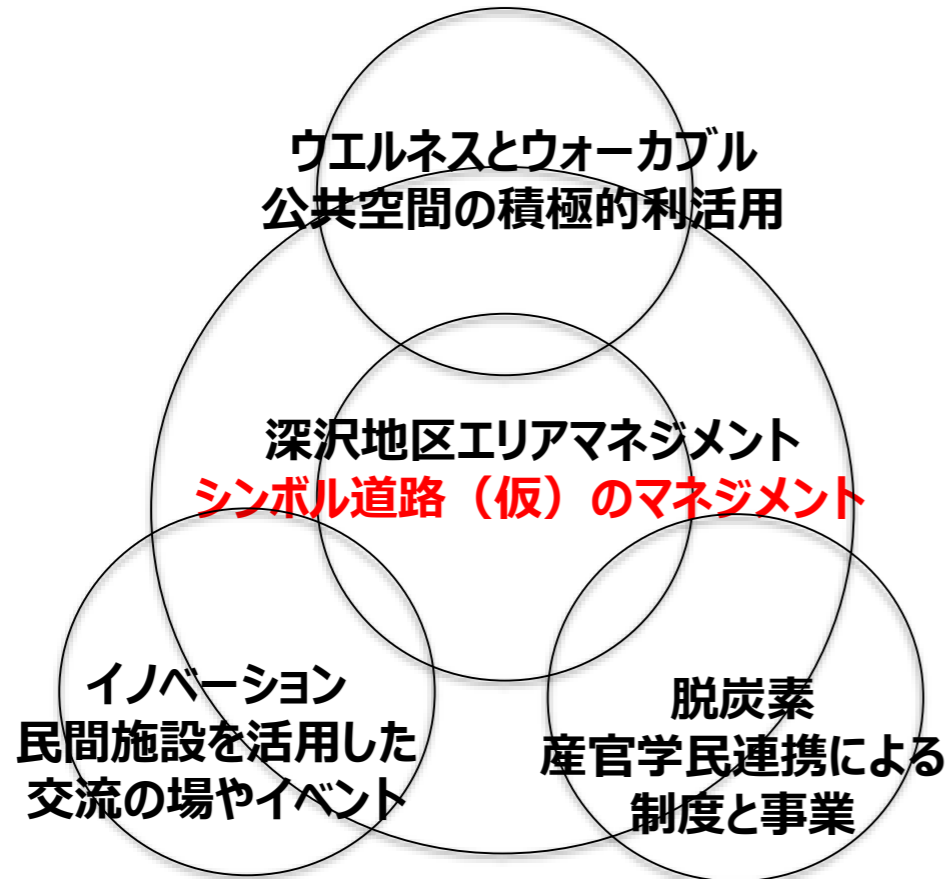 ウエルネスとウォーカブル
公共空間の積極的利活用
深沢地区エリアマネジメント
シンボル道路（仮）のマネジメント
イノベーション
民間施設を活用した
交流の場やイベント
脱炭素
産官学民連携による
制度と事業